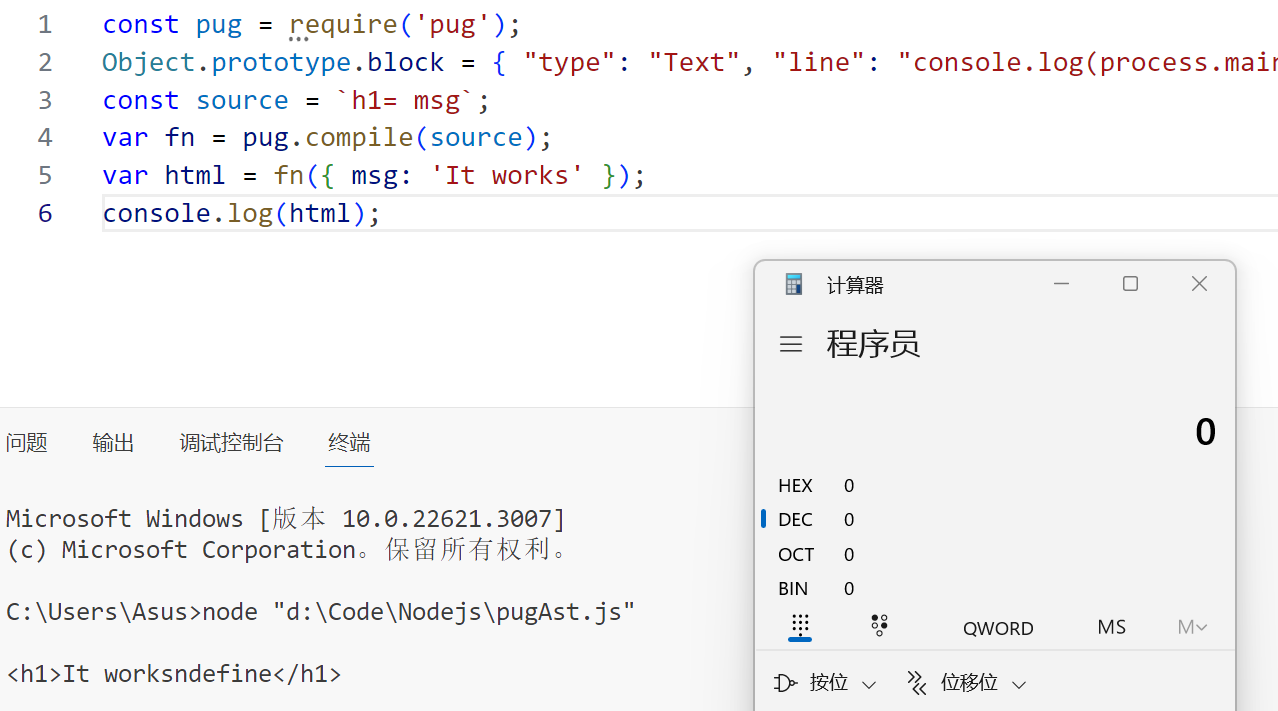 1 const pug = require('pug');
2 Object.prototype.block = { "type": "Text", "line": "console.log(process.main
3 const source = `h1= msg`;
4 var fn = pug.compile(source);
5 var html = fn({ msg: 'It works' });
6 console.log(html);
计算器
程序员
0
HEX 0
DEC 0
OCT 0
BIN 0
QWORD MS M
按位 位移位
问题 输出 调试控制台 终端
Microsoft Windows [版本 10.0.22621.3007]
(c) Microsoft Corporation。保留所有权利。
C:\Users\Asus>node "d:\Code\Nodejs\pugAst.js"
<h1>It worksndefine</h1>